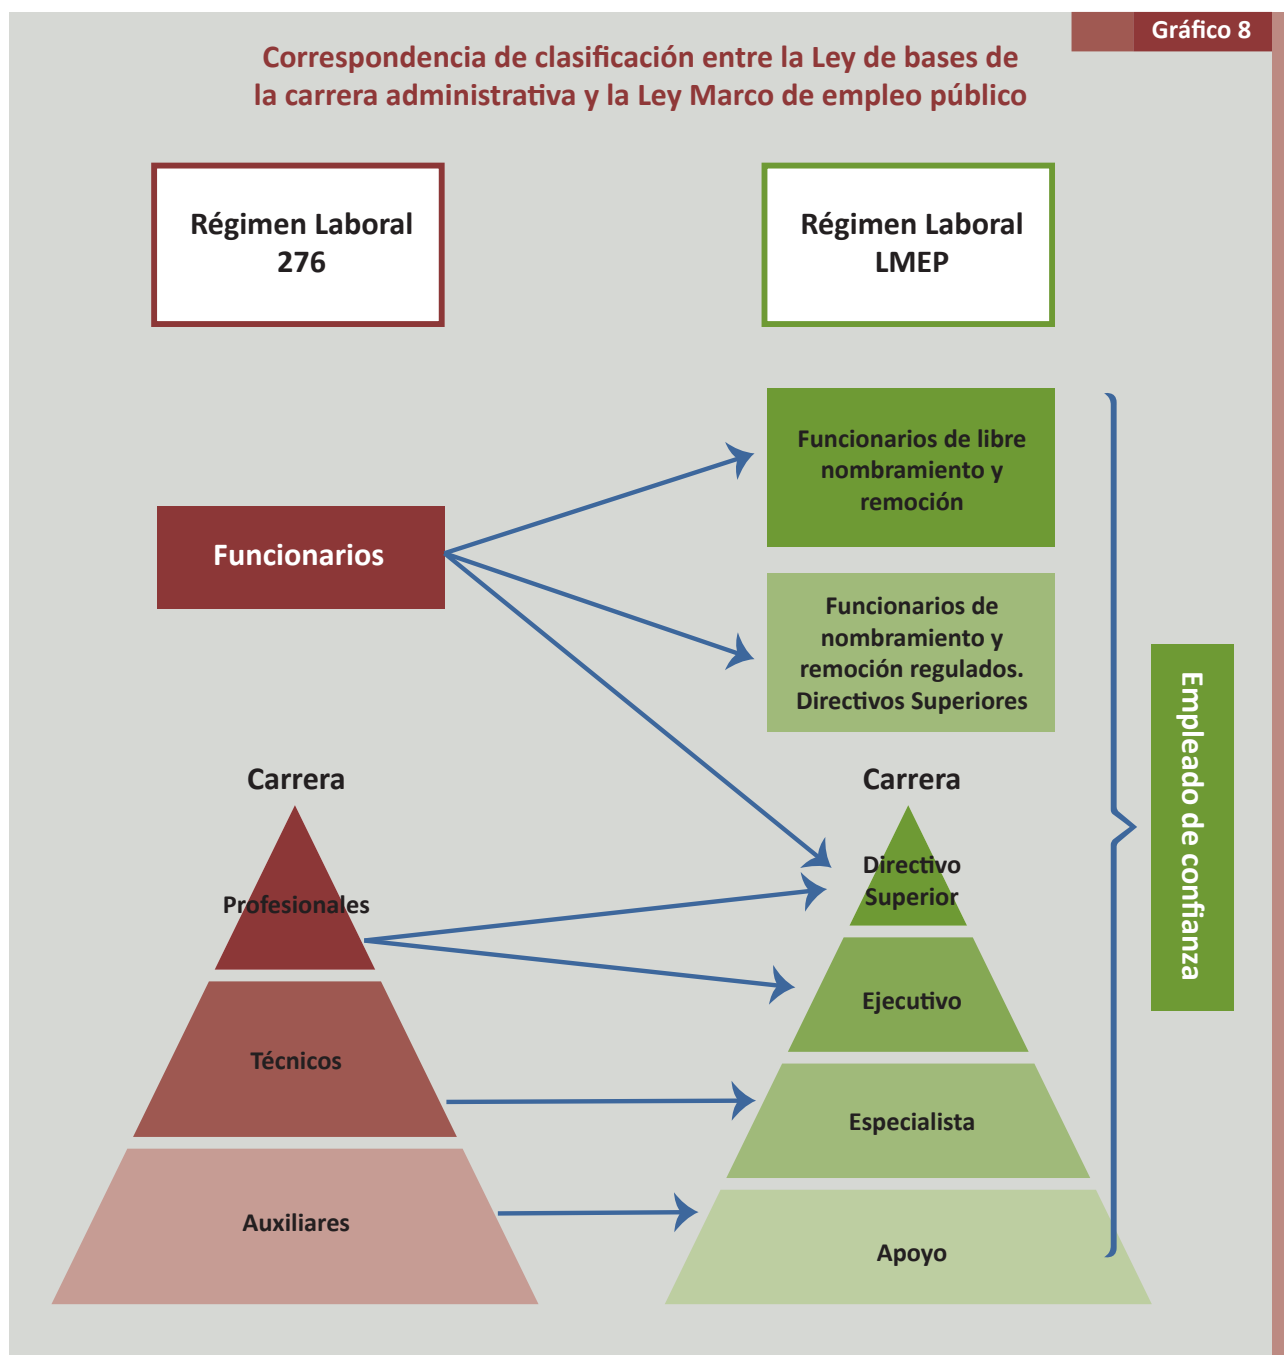 Gráfico 8
Correspondencia de clasificación entre la Ley de bases de
la carrera administrativa y la Ley Marco de empleo público
Régimen Laboral
276
Régimen Laboral
LMEP
Funcionarios
Funcionarios de libre
nombramiento y
remoción
Funcionarios de
nombramiento y
remoción regulados.
Directivos Superiores
Empleado de confianza
Carrera
Profesionales
Técnicos
Auxiliares
Carrera
Directivo
Superior
Ejecutivo
Especialista
Apoyo